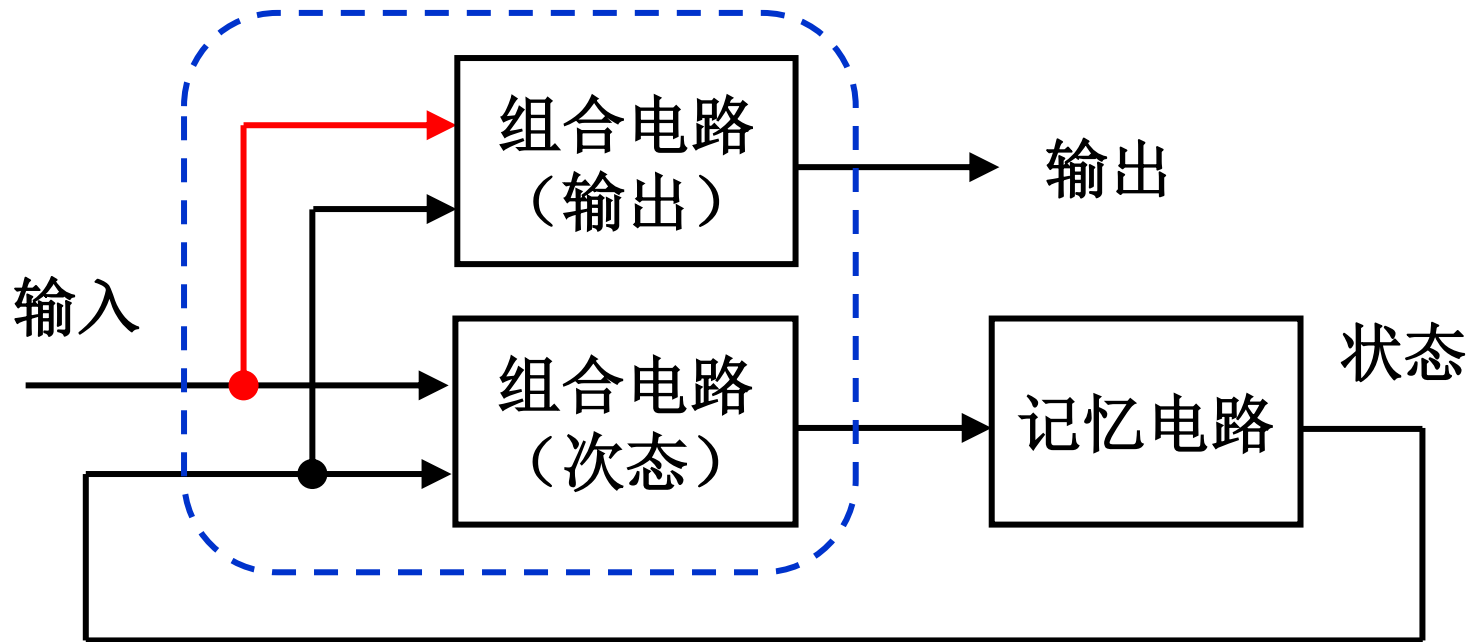 组合电路
（输出）
输出
输入
组合电路
（次态）
记忆电路
状态